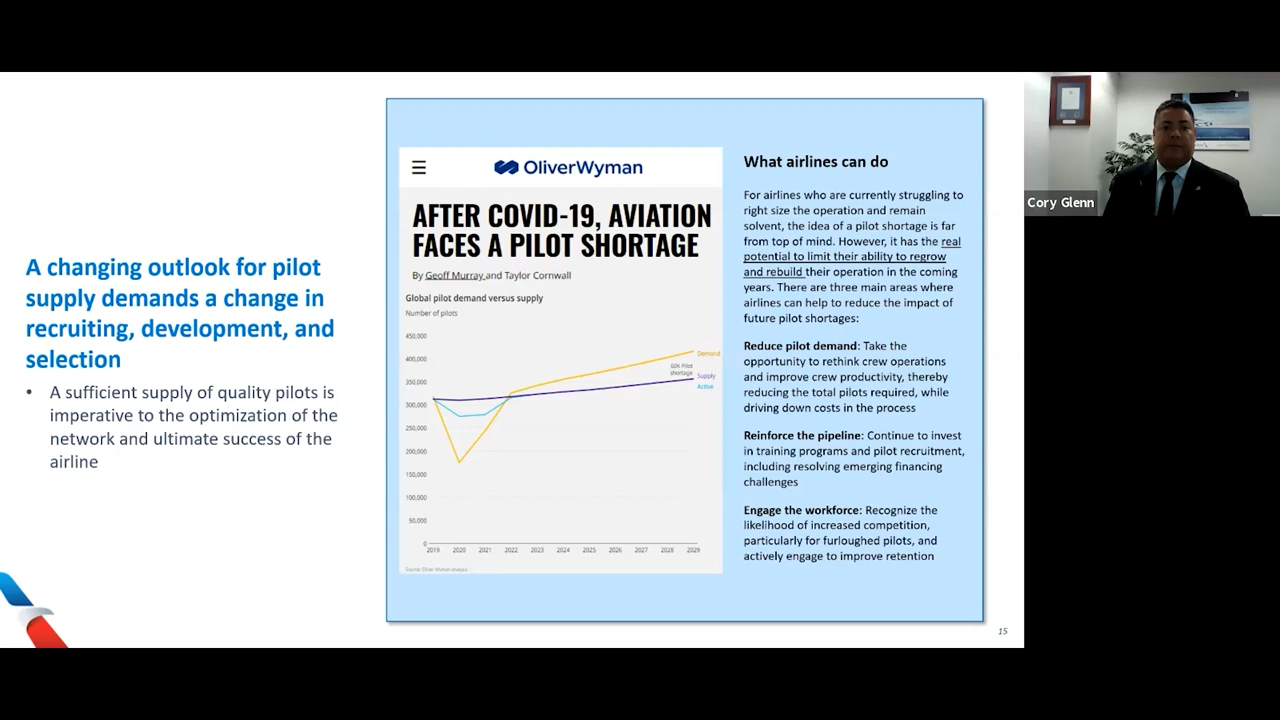 A changing outlook for pilot
supply demands a change in
recruiting, development, and
selection
• A sufficient supply of quality pilots is
imperative to the optimization of the
network and ultimate success of the
airline
OliverWyman
AFTER COVID-19, AVIATION
FACES A PILOT SHORTAGE
By Geoff Murray and Taylor Cornwall
Global pilot demand versus supply
Number of pilots
450,000
400,000
350,000
300,000
250,000
200,000
150,000
100,000
50,000
0
2019 2020 2021 2022 2023 2024 2025 2026 2027 2028 2029
Demand
60K Pilot
shortage
Supply
Active
Source: Oliver Wyman analysis
What airlines can do
For airlines who are currently struggling to
right size the operation and remain
solvent, the idea of a pilot shortage is far
from top of mind. However, it has the real
potential to limit their ability to regrow
and rebuild their operation in the coming
years. There are three main areas where
airlines can help to reduce the impact of
future pilot shortages:
Reduce pilot demand: Take the
opportunity to rethink crew operations
and improve crew productivity, thereby
reducing the total pilots required, while
driving down costs in the process
Reinforce the pipeline: Continue to invest
in training programs and pilot recruitment,
including resolving emerging financing
challenges
Engage the workforce: Recognize the
likelihood of increased competition,
particularly for furloughed pilots, and
actively engage to improve retention
15
Cory Glenn